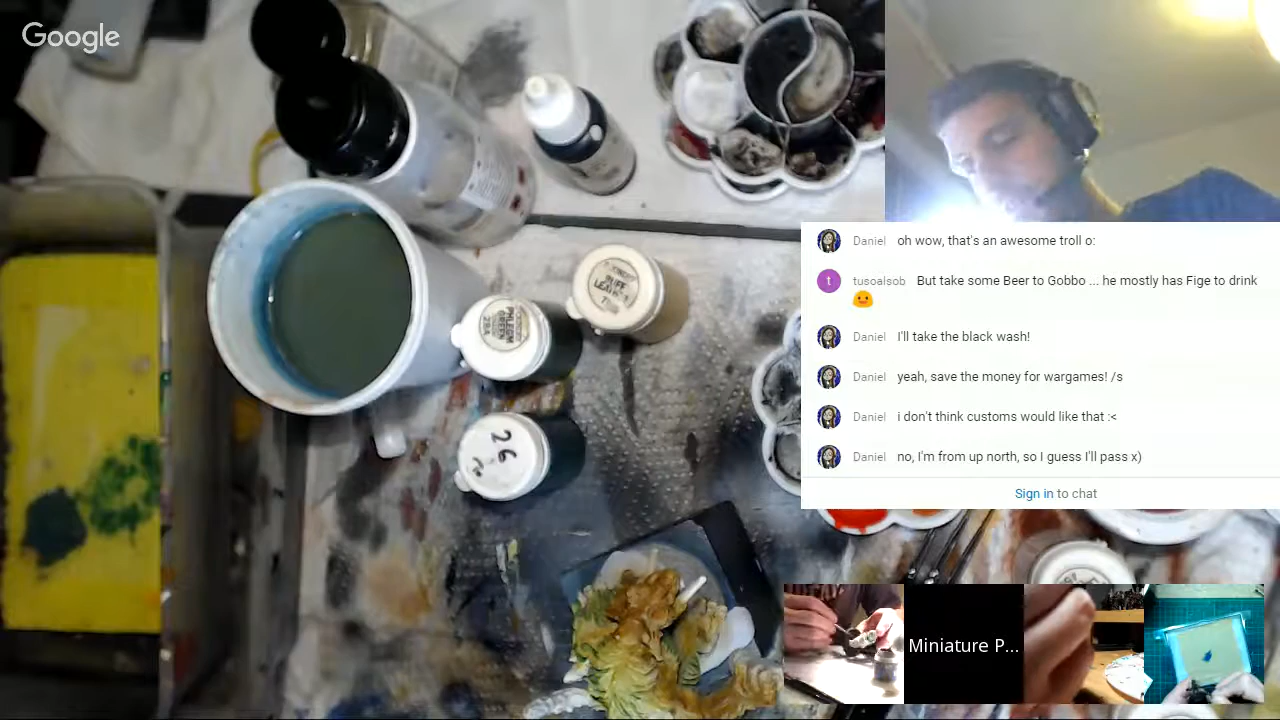 Google
Daniel oh wow, that's an awesome troll o:
tusoalsob But take some Beer to Gobbo ... he mostly has Fige to drink
Daniel I'll take the black wash!
Daniel yeah, save the money for wargames! /s
Daniel i don't think customs would like that :<
Daniel no, I'm from up north, so I guess I'll pass x)
Sign in to chat
PHLEGM
GREEN
28A
BUFF
LEATHER
26
Miniature P...